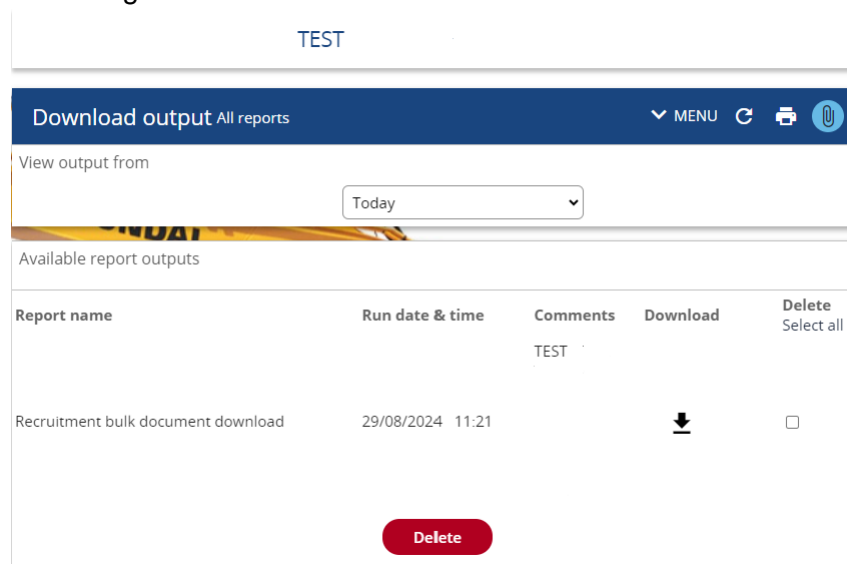 TEST
Download output All reports MENU
View output from
Today
Available report outputs
Report name Run date & time Comments Download Delete
Select all
TEST
Recruitment bulk document download 29/08/2024 11:21
Delete